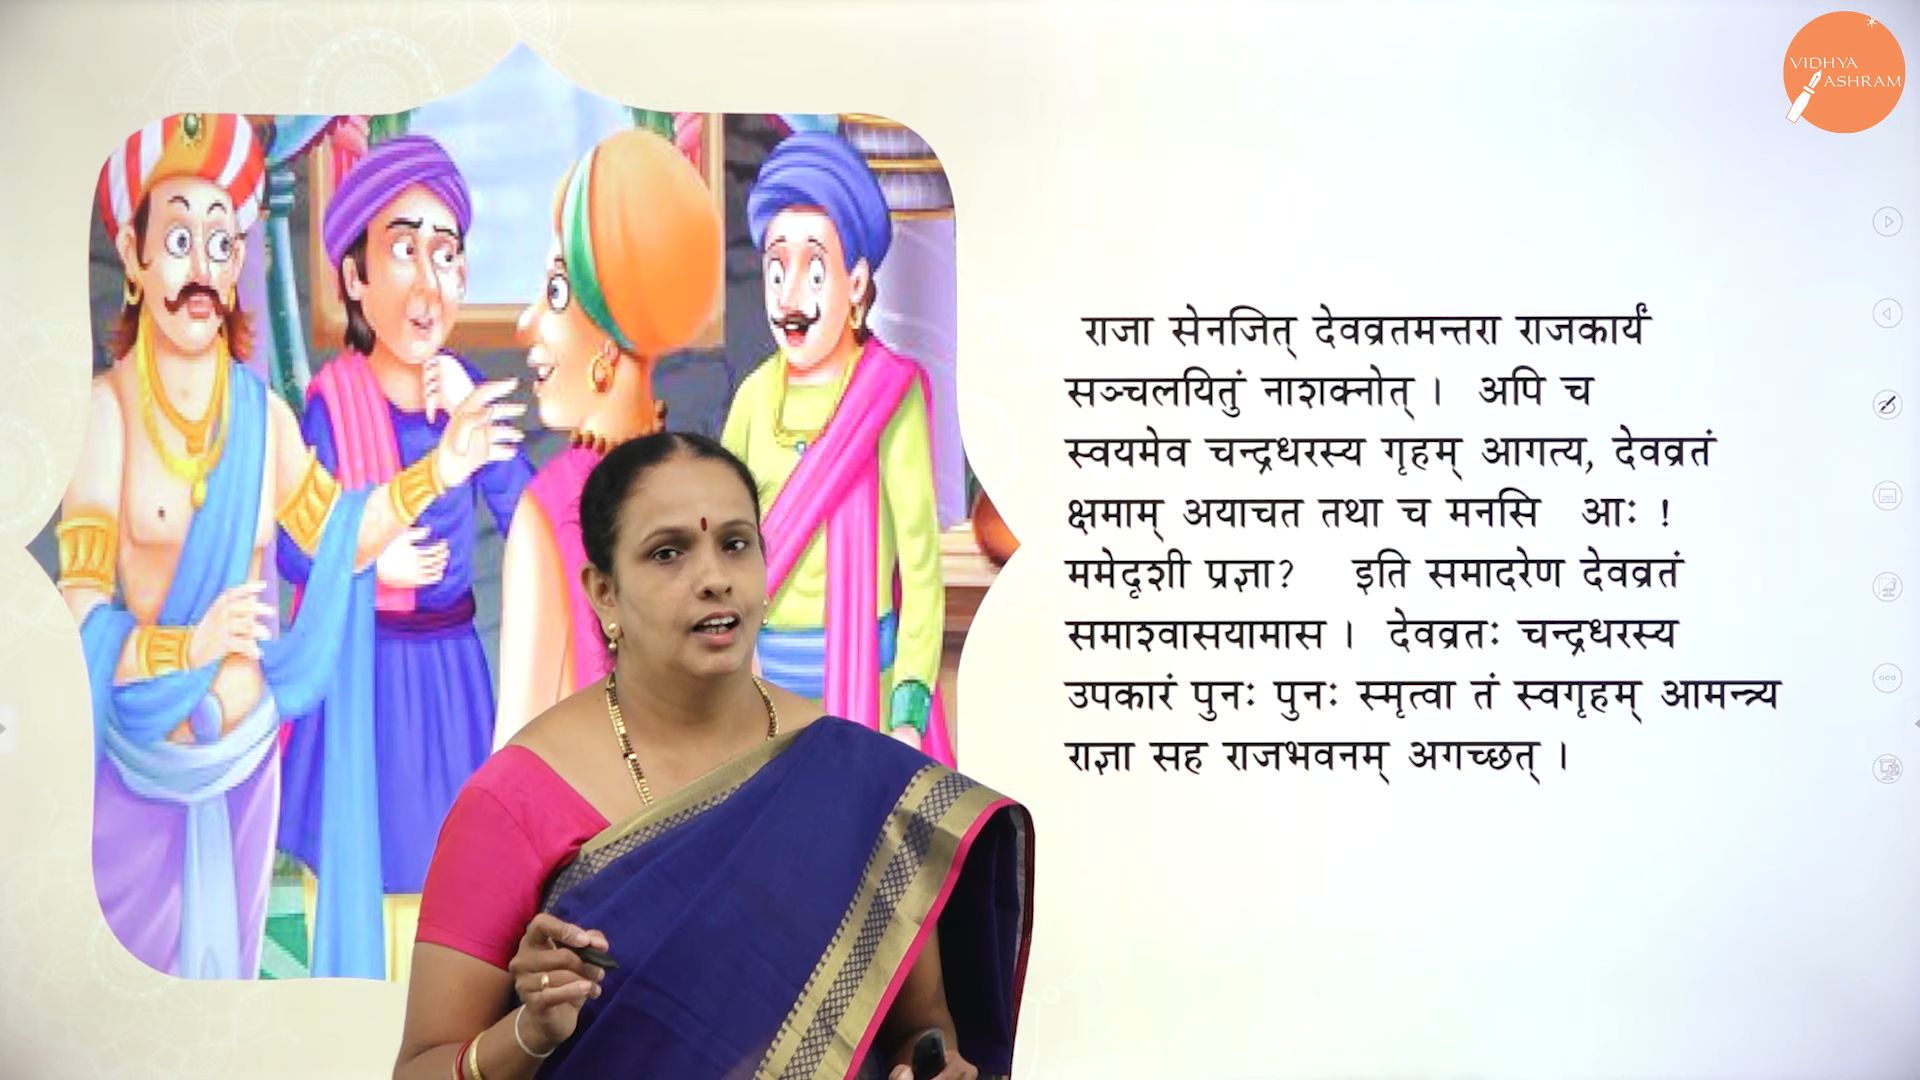 VIDHYA
ASHRAM
राजा सेनजित् देवव्रतमन्तरा राजकार्यं
सञ्चलयितुं नाशक्नोत् । अपि च
स्वयमेव चन्द्रधरस्य गृहम् आगत्य, देवव्रतं
क्षमाम् अयाचत तथा च मनसि आः !
ममेदृशी प्रज्ञा? इति समादरेण देवव्रतं
समाश्वासयामास । देवव्रतः चन्द्रधरस्य
उपकारं पुनः पुनः स्मृत्वा तं स्वगृहम् आमन्त्र्य
राज्ञा सह राजभवनम् अगच्छत् ।